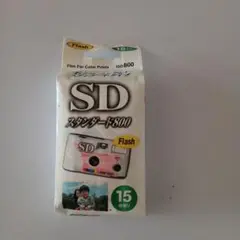 Flash
Film For Color Prints
ISO 800
SD
スタンダード800
Flash
SD
15